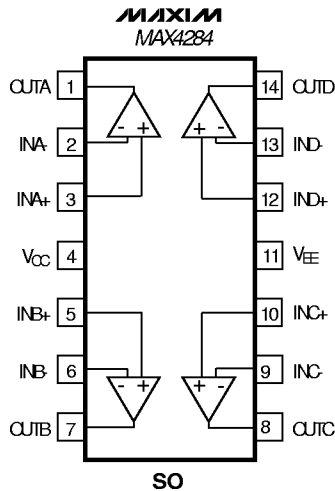 MAXIM
MAX4284
OUTA 1 14 OUTD
INA- 2 - + + - 13 IND-
INA+ 3 12 IND+
VCC 4 11 VEE
INB+ 5 10 INC+
INB- 6 - + + - 9 INC-
OUTB 7 8 OUTC
SO